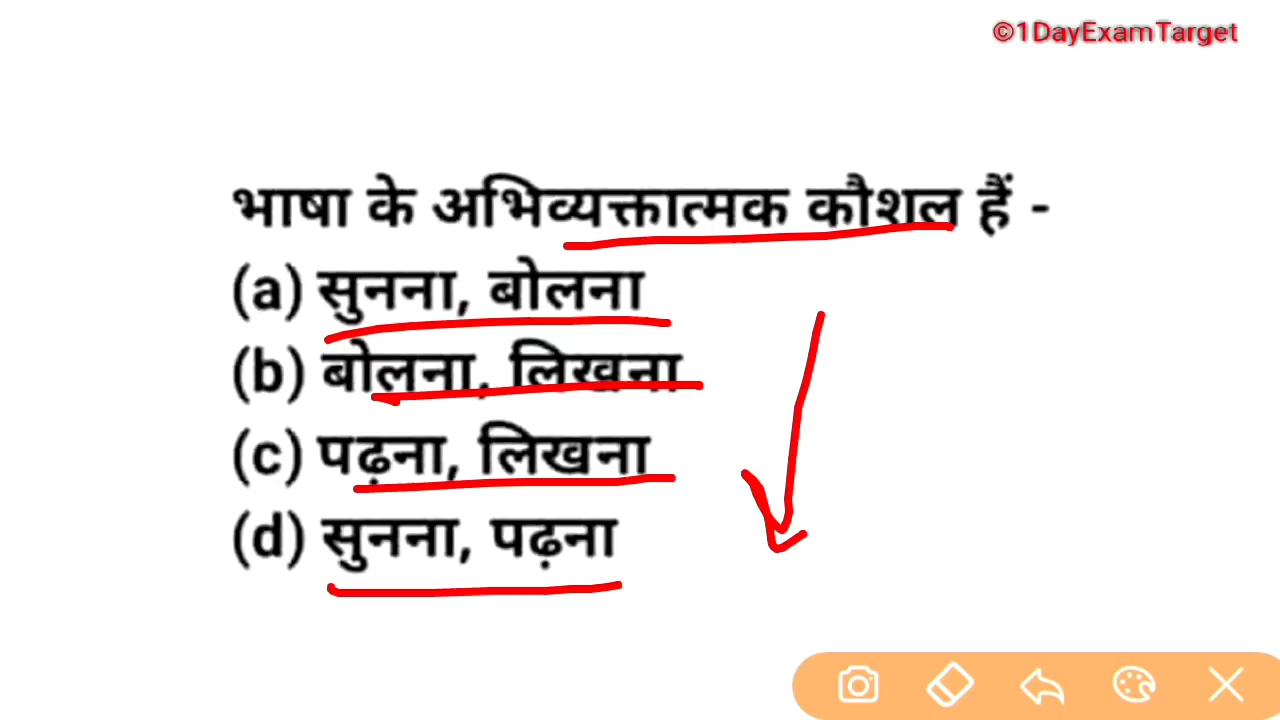 ©1DayExamTarget
भाषा के अभिव्यक्तात्मक कौशल हैं -
(a) सुनना, बोलना
(b) बोलना, लिखना
(c) पढ़ना, लिखना
(d) सुनना, पढ़ना